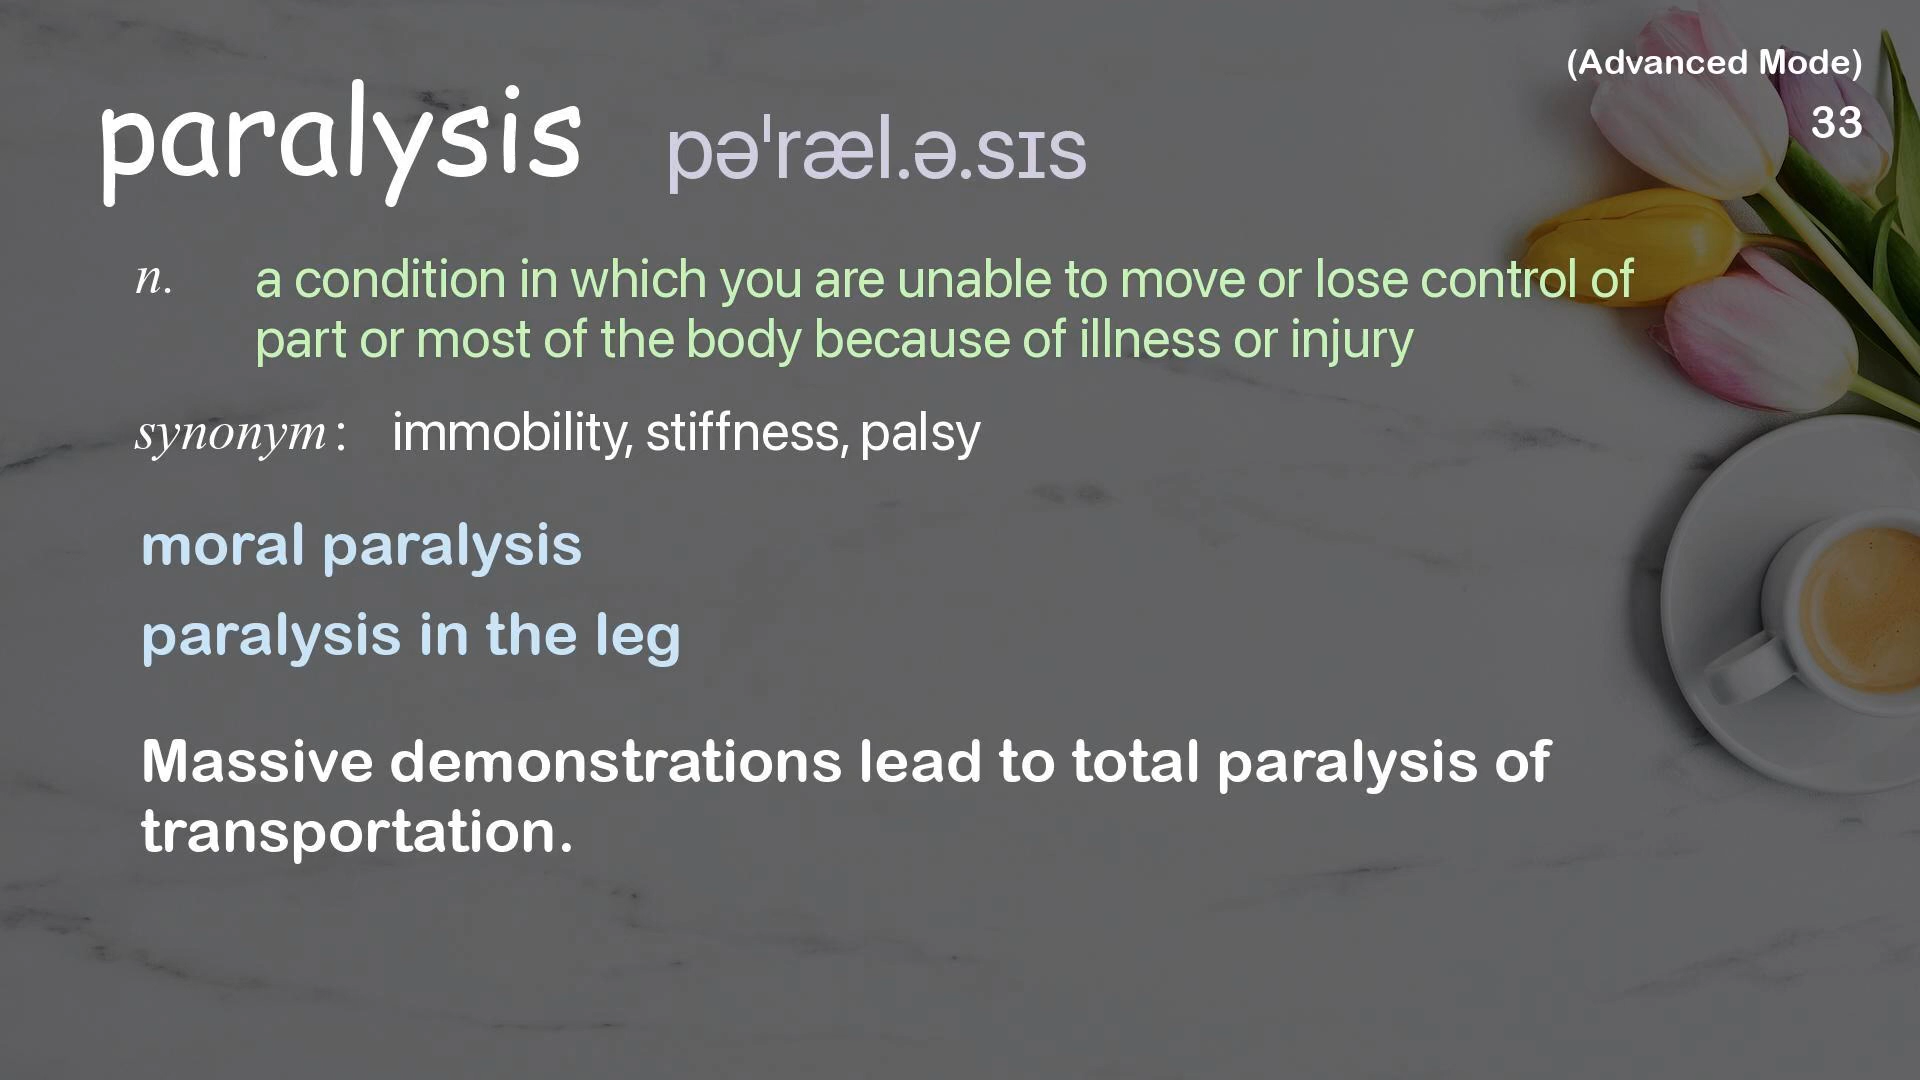 (Advanced Mode)
33
paralysis pəˈræl.ə.sɪs
n. a condition in which you are unable to move or lose control of
part or most of the body because of illness or injury
synonym: immobility, stiffness, palsy
moral paralysis
paralysis in the leg
Massive demonstrations lead to total paralysis of
transportation.